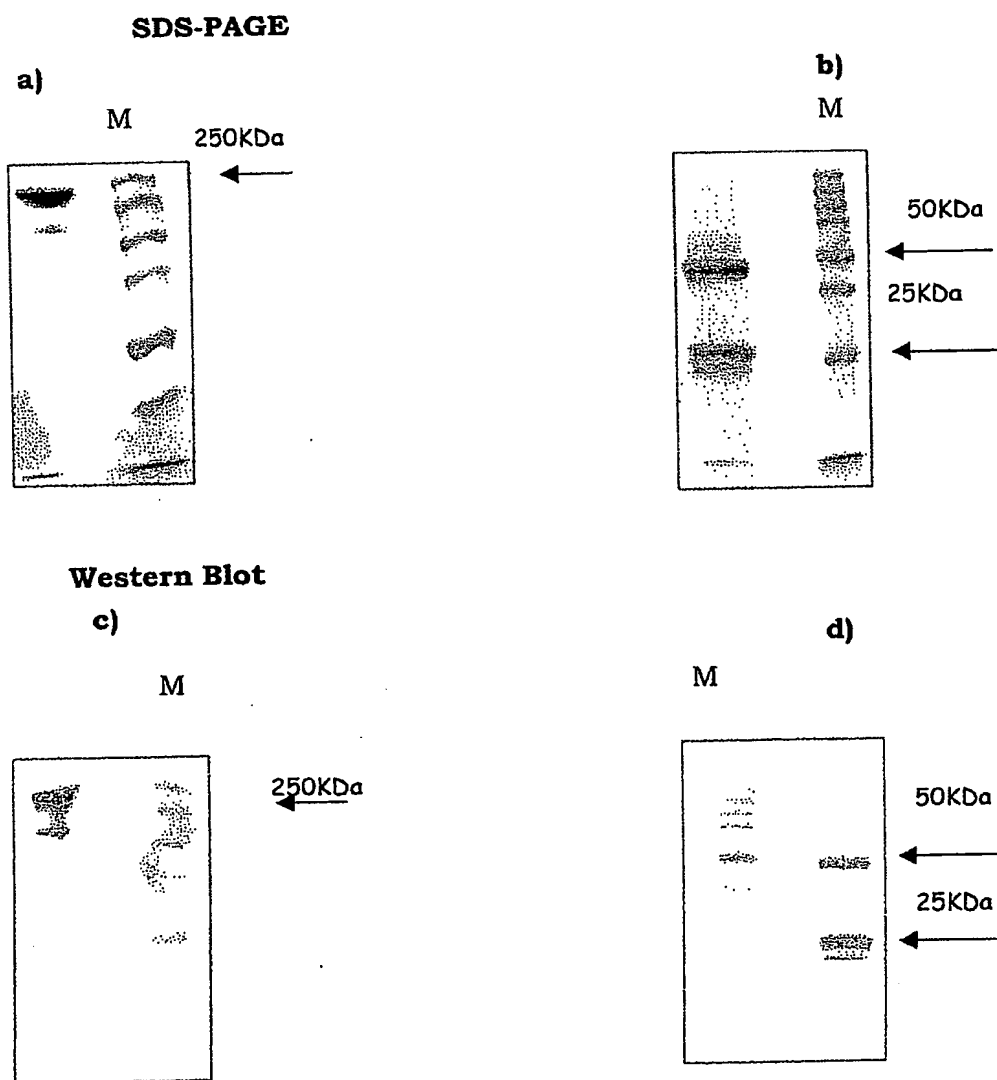 SDS-PAGE
a)
M
250KDa
b)
M
50KDa
25KDa
Western Blot
c)
M
250KDa
d)
M
50KDa
25KDa